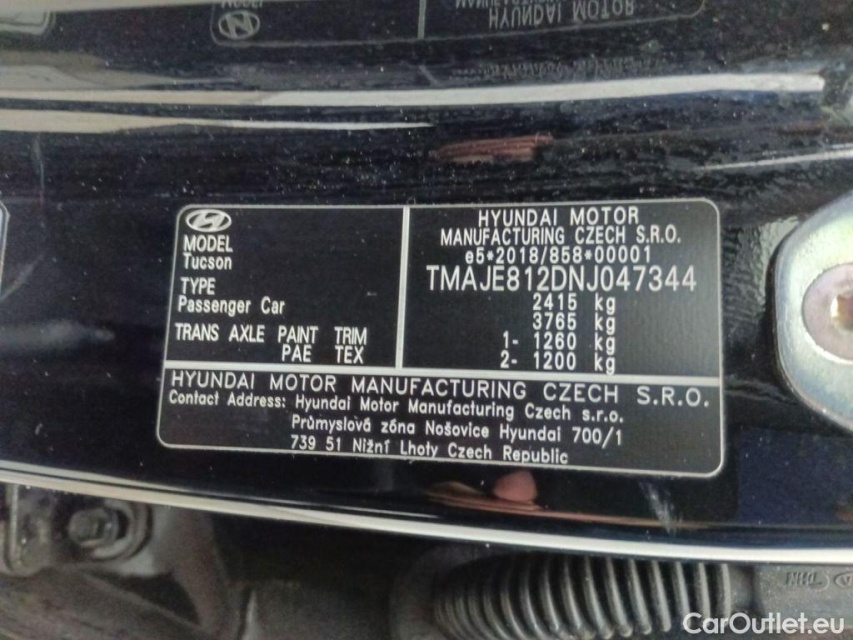 HYUNDAI MOTOR
MODEL
Tucson
TYPE
Passenger Car
TRANS AXLE PAINT TRIM
PAE TEX
HYUNDAI MOTOR
MANUFACTURING CZECH S.R.O.
e5*2018/858*00001
TMAJE812DNJ047344
2415 kg
3765 kg
1- 1260 kg
2- 1200 kg
HYUNDAI MOTOR MANUFACTURING CZECH S.R.O.
Contact Address: Hyundai Motor Manufacturing Czech s.r.o.
Průmyslová zóna Nošovice Hyundai 700/1
739 51 Nižní Lhoty Czech Republic
CarOutlet.eu